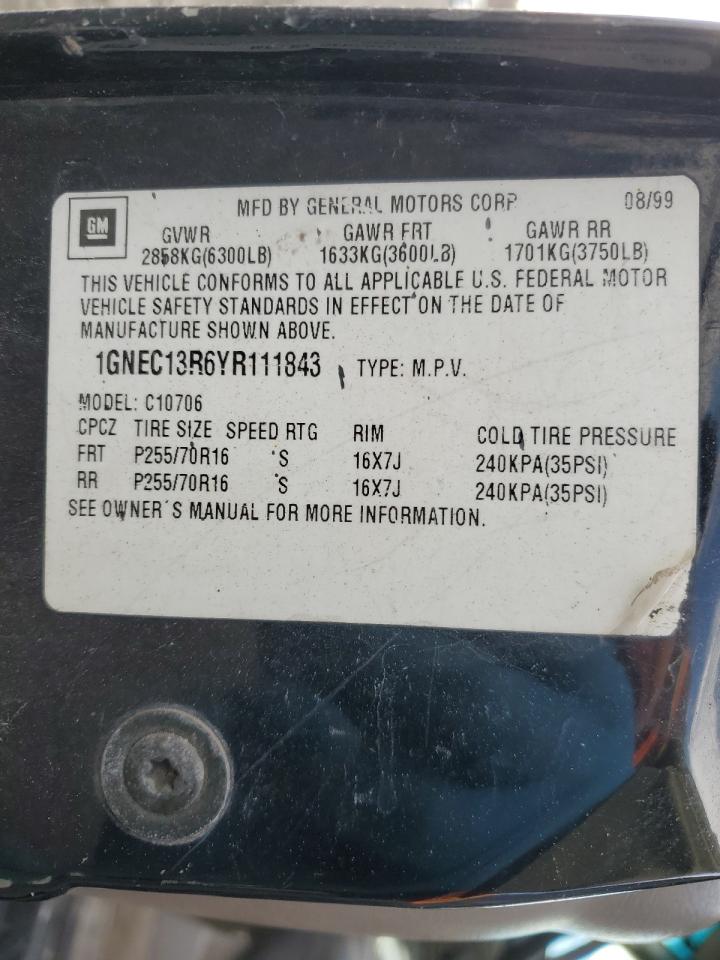 MFD BY GENERAL MOTORS CORP 08/99
GM
GVWR GAWR FRT GAWR RR
2858KG(6300LB) 1633KG(3600LB) 1701KG(3750LB)
THIS VEHICLE CONFORMS TO ALL APPLICABLE U.S. FEDERAL MOTOR
VEHICLE SAFETY STANDARDS IN EFFECT ON THE DATE OF
MANUFACTURE SHOWN ABOVE.
1GNEC13R6YR111843 TYPE: M.P.V.
MODEL: C10706
CPCZ TIRE SIZE SPEED RTG RIM COLD TIRE PRESSURE
FRT P255/70R16 S 16X7J 240KPA(35PSI)
RR P255/70R16 S 16X7J 240KPA(35PSI)
SEE OWNER'S MANUAL FOR MORE INFORMATION.